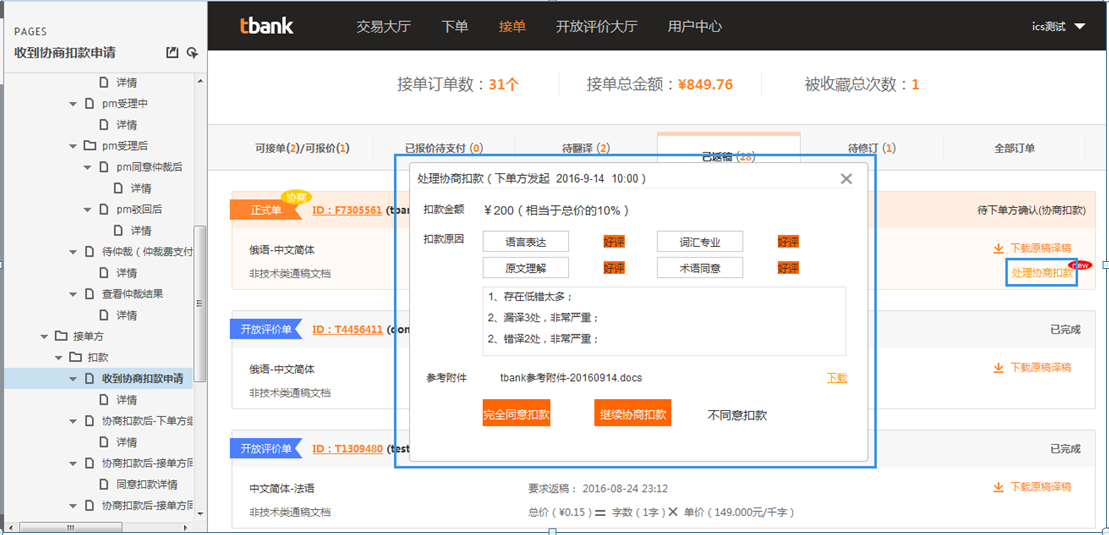 PAGES
收到协商扣款申请
详情
pm受理中
详情
pm受理后
pm同意仲裁后
详情
pm驳回后
详情
待仲裁（仲裁费支付
详情
查看仲裁结果
详情
接单方
扣款
收到协商扣款申请
详情
协商扣款后-下单方继
详情
协商扣款后-接单方同
同意扣款详情
协商扣款后-接单方同
tbank
交易大厅 下单 接单 开放评价大厅 用户中心
ics测试
接单订单数：31个 接单总金额：¥849.76 被收藏总次数：1
可接单(2)/可报价(1) 已报价待支付 (0) 待翻译 (2) 已返稿 (28) 待修订 (1) 全部订单
协商
正式单 ID：F7305561 (tbar 待下单方确认(协商扣款)
俄语-中文简体 下载原稿译稿
非技术类通稿文档 处理协商扣款 new
处理协商扣款（下单方发起 2016-9-14 10:00）
扣款金额 ￥200（相当于总价的10%）
扣款原因 语言表达 好评 词汇专业 好评
原文理解 好评 术语同意 好评
1、存在低错太多；
2、漏译3处，非常严重；
2、错译2处，非常严重；
参考附件 tbank参考附件-20160914.docs 下载
完全同意扣款 继续协商扣款 不同意扣款
开放评价单 ID：T4456411 (don 已完成
俄语-中文简体 下载原稿译稿
非技术类通稿文档
开放评价单 ID：T1309480 (test 已完成
中文简体-法语 要求返稿： 2016-08-24 23:12 下载原稿译稿
非技术类通稿文档 总价（¥0.15）= 字数（1字）× 单价（149.000元/千字）